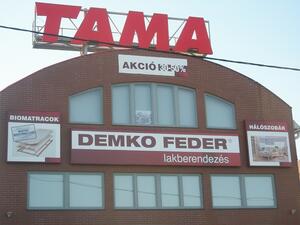 TAMA
AKCIÓ 30-50%
BIOMATRACOK
HÁLÓSZOBÁK
DEMKO FEDER®
lakberendezés